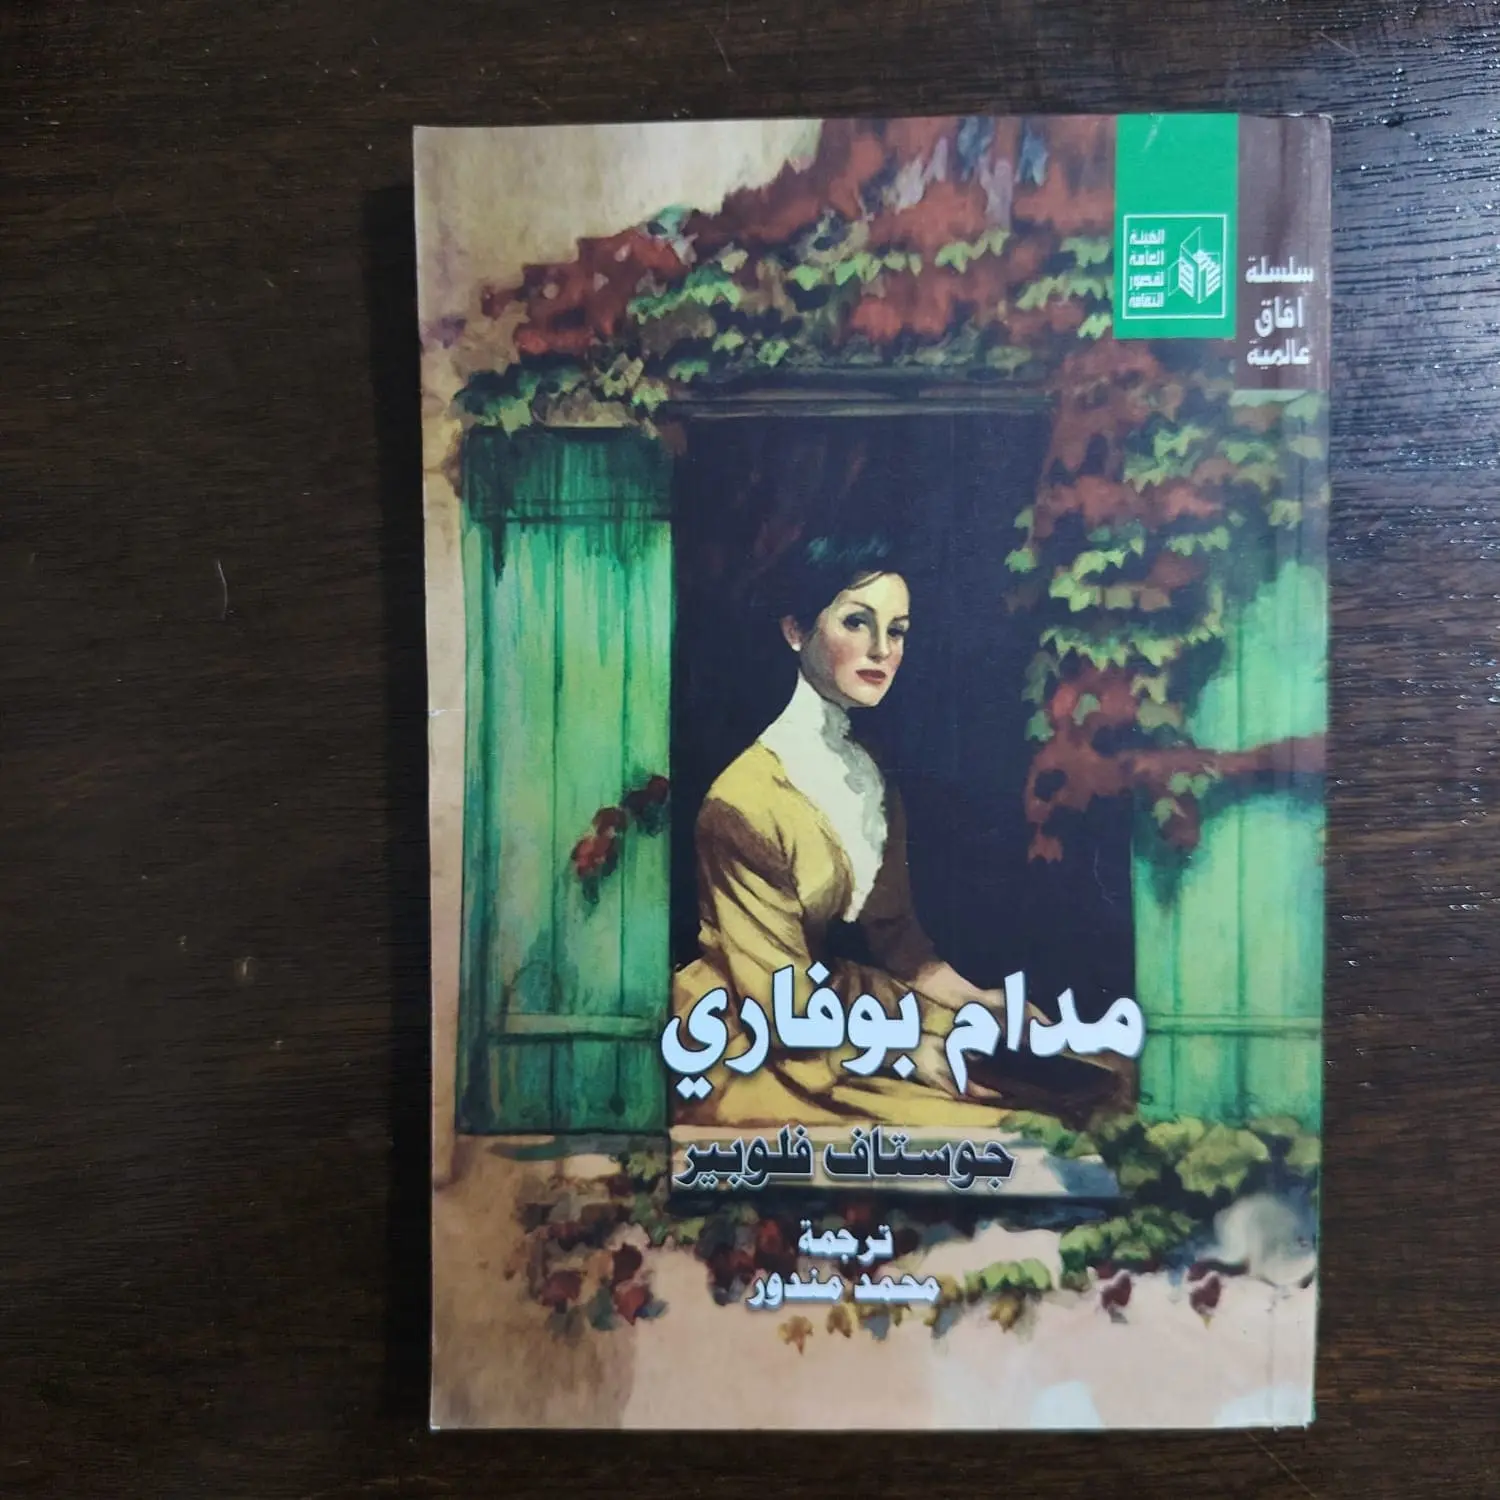 الهيئة
العامة
لقصور
الثقافة
سلسلة
آفاق
عالمية
مدام بوفاري
جوستاف فلوبير
ترجمة
محمد مندور